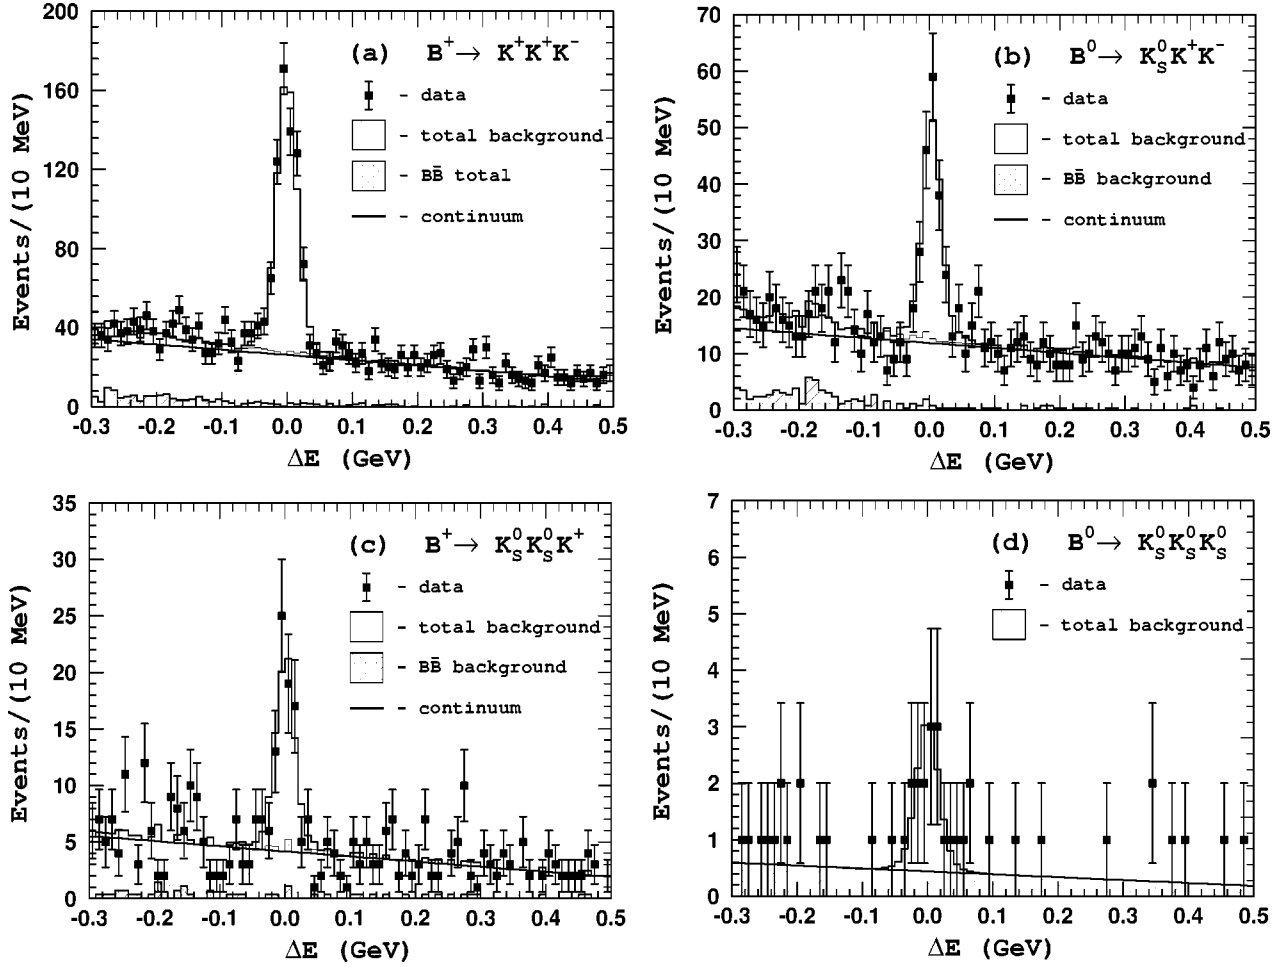 (a) B⁺→ K⁺K⁺K⁻
- data
- total background
- BB̄ total
- continuum
Events/(10 MeV)
200
160
120
80
40
0
-0.3 -0.2 -0.1 0.0 0.1 0.2 0.3 0.4 0.5
ΔE (GeV)
(b) B⁰→ K⁰SK⁺K⁻
- data
- total background
- BB̄ background
- continuum
Events/(10 MeV)
70
60
50
40
30
20
10
0
-0.3 -0.2 -0.1 0.0 0.1 0.2 0.3 0.4 0.5
ΔE (GeV)
(c) B⁺→ K⁰SK⁰SK⁺
- data
- total background
- BB̄ background
- continuum
Events/(10 MeV)
35
30
25
20
15
10
5
0
-0.3 -0.2 -0.1 0.0 0.1 0.2 0.3 0.4 0.5
ΔE (GeV)
(d) B⁰→ K⁰SK⁰SK⁰S
- data
- total background
Events/(10 MeV)
7
6
5
4
3
2
1
0
-0.3 -0.2 -0.1 0.0 0.1 0.2 0.3 0.4 0.5
ΔE (GeV)